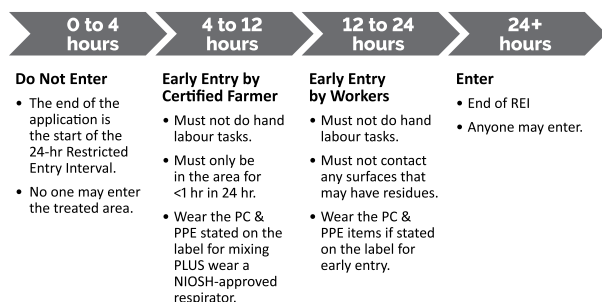 0 to 4
hours
4 to 12
hours
12 to 24
hours
24+
hours
Do Not Enter
• The end of the
application is
the start of the
24-hr Restricted
Entry Interval.
• No one may enter
the treated area.
Early Entry by
Certified Farmer
• Must not do hand
labour tasks.
• Must only be
in the area for
<1 hr in 24 hr.
• Wear the PC &
PPE stated on the
label for mixing
PLUS wear a
NIOSH-approved
respirator.
Early Entry
by Workers
• Must not do hand
labour tasks.
• Must not contact
any surfaces that
may have residues.
• Wear the PC &
PPE items if stated
on the label for
early entry.
Enter
• End of REI
• Anyone may enter.